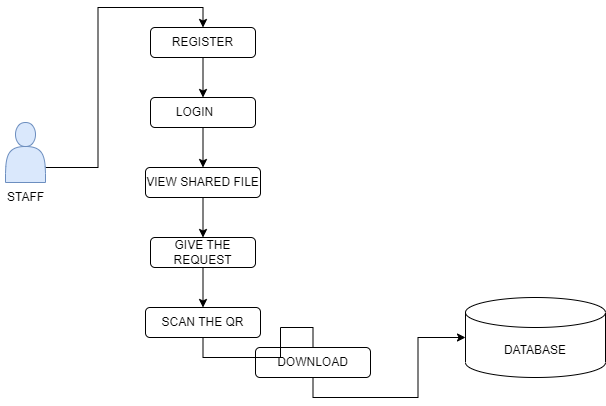 REGISTER
LOGIN
STAFF
VIEW SHARED FILE
GIVE THE
REQUEST
SCAN THE QR
DOWNLOAD
DATABASE